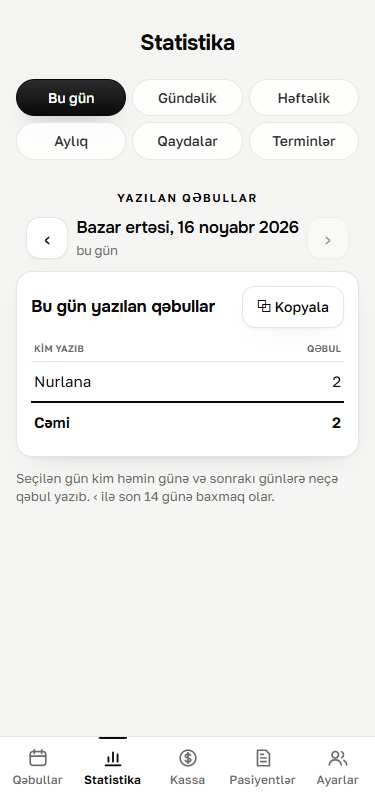 Statistika
Bu gün
Gündəlik
Həftəlik
Aylıq
Qaydalar
Terminlər
YAZILAN QƏBULLAR
‹
Bazar ertəsi, 16 noyabr 2026
bu gün
›
Bu gün yazılan qəbullar
Kopyala
KİM YAZIB QƏBUL
Nurlana 2
Cəmi 2
Seçilən gün kim həmin günə və sonrakı günlərə neçə
qəbul yazıb. ‹ ilə son 14 günə baxmaq olar.
Qəbullar
Statistika
Kassa
Pasiyentlər
Ayarlar